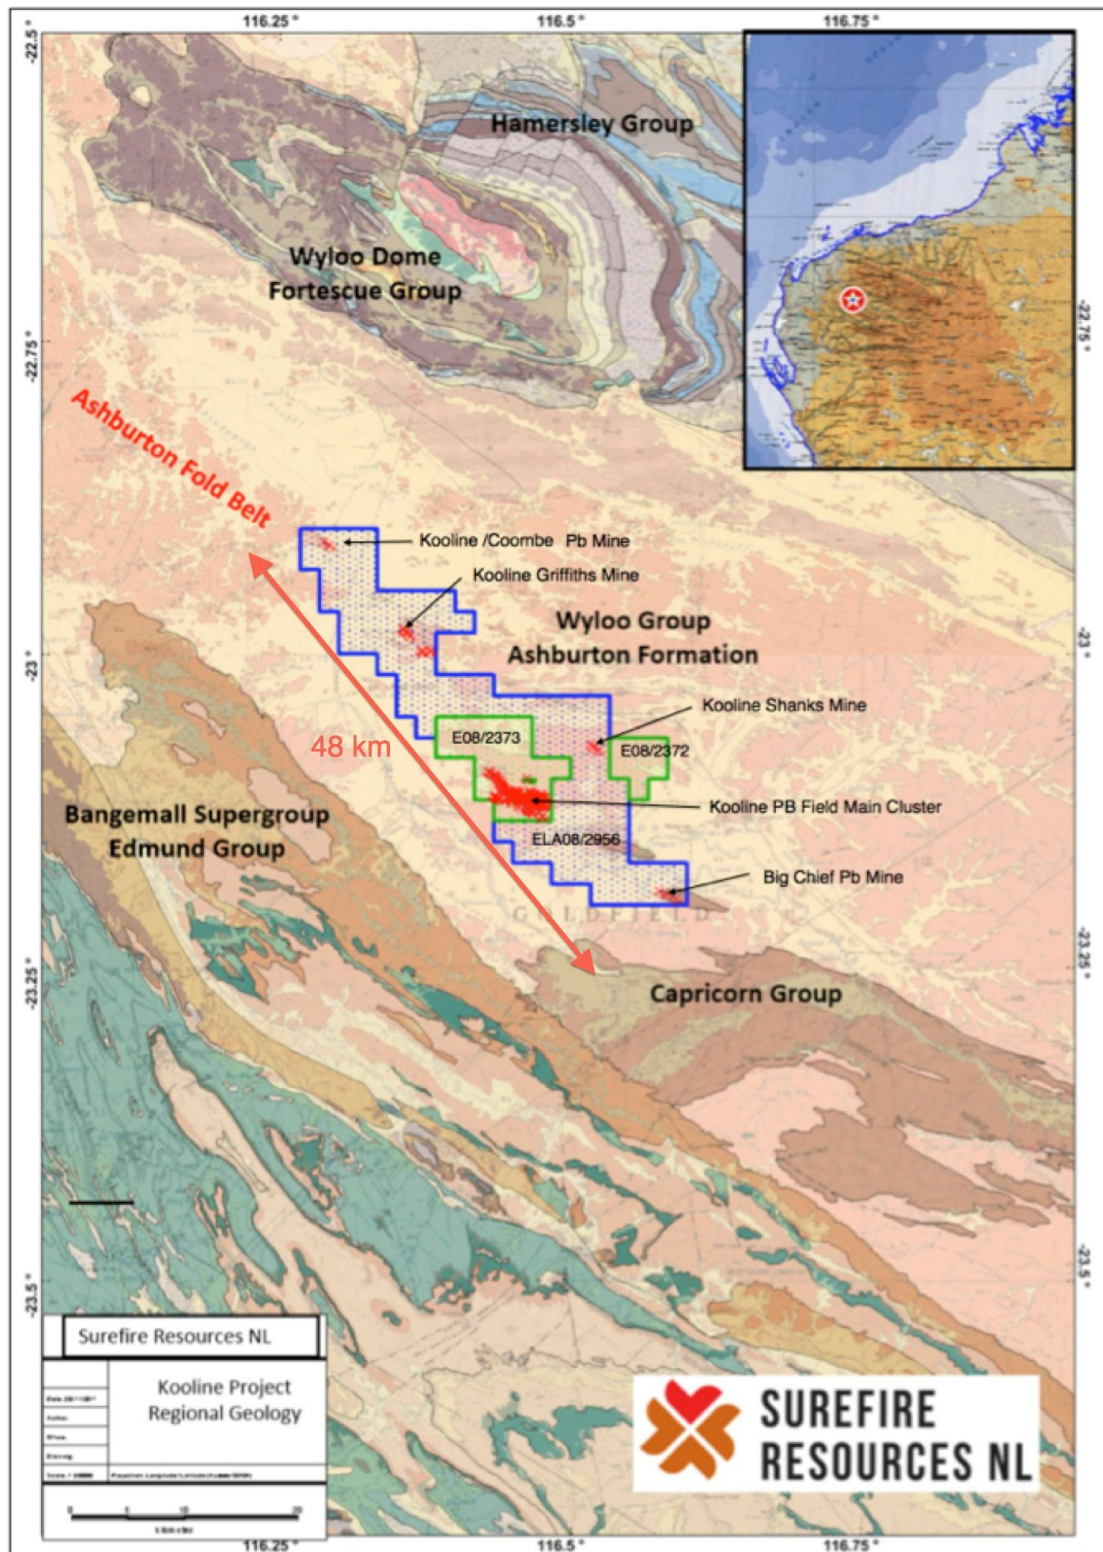 116.25 °
116.5 °
116.75 °
-22.5 °
Hamersley Group
Wyloo Dome
Fortescue Group
-22.75 °
-22.75 °
Ashburton Fold Belt
Kooline /Coombe Pb Mine
Kooline Griffiths Mine
Wyloo Group
Ashburton Formation
-23 °
-23 °
Kooline Shanks Mine
E08/2373
E08/2372
48 km
Kooline PB Field Main Cluster
Bangemall Supergroup
Edmund Group
ELA08/2956
Big Chief Pb Mine
GOLDFIELD
-23.25 °
-23.25 °
Capricorn Group
-23.5 °
-23.5 °
Surefire Resources NL
Kooline Project
Regional Geology
SUREFIRE
RESOURCES NL
0 5 10 20
116.25 °
116.5 °
116.75 °